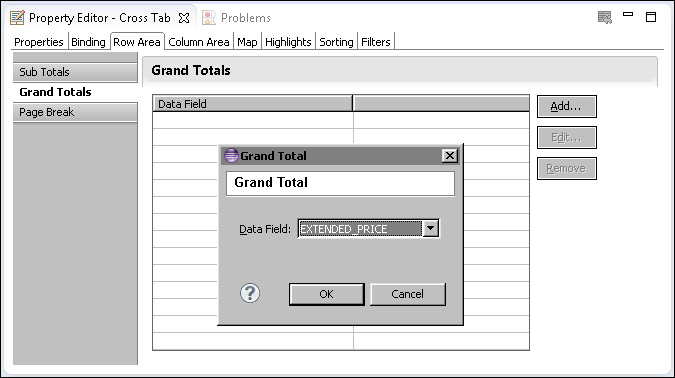 Property Editor - Cross Tab Problems
Properties Binding Row Area Column Area Map Highlights Sorting Filters
Sub Totals
Grand Totals
Page Break
Grand Totals
Data Field
Add...
Edit...
Remove
Grand Total
Grand Total
Data Field: EXTENDED_PRICE
? OK Cancel